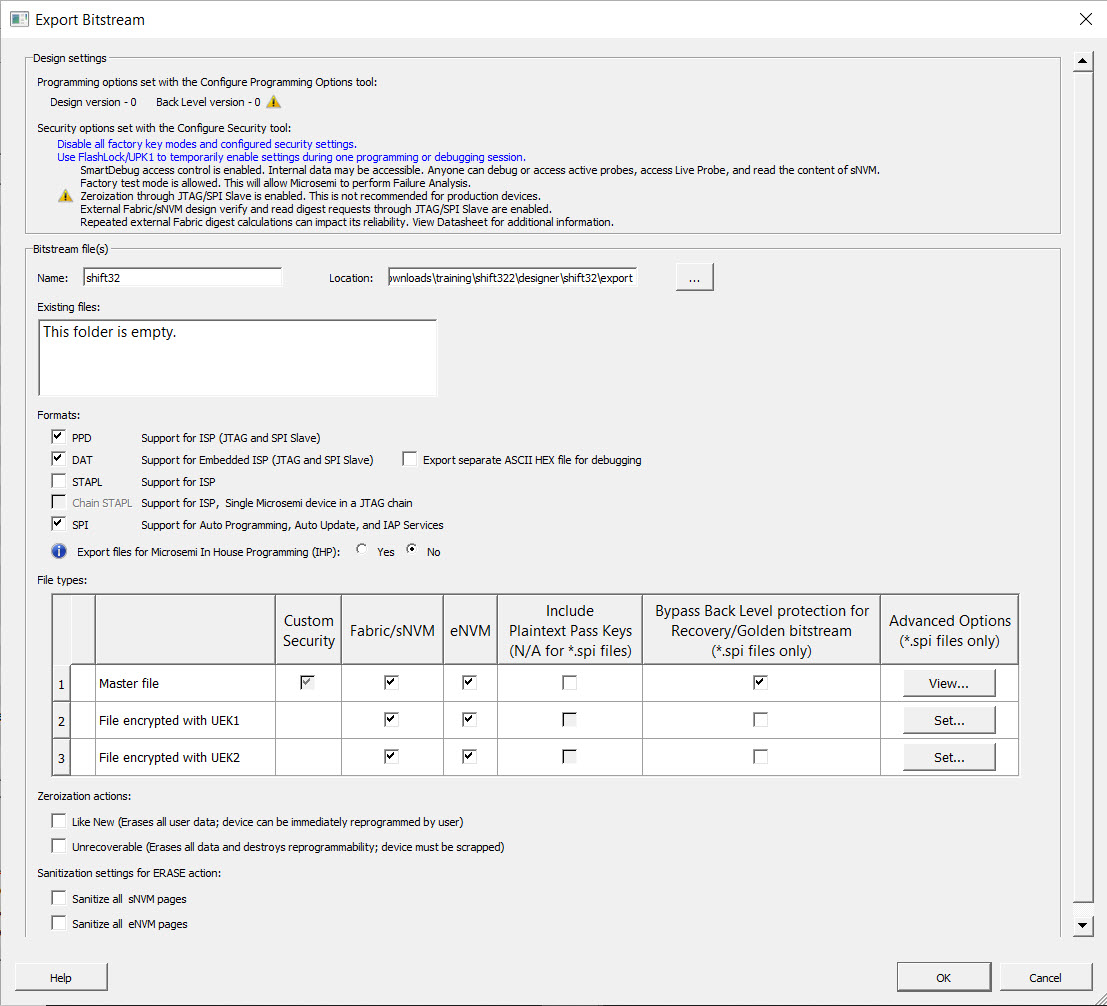 Export Bitstream
Design settings
Programming options set with the Configure Programming Options tool:
Design version - 0 Back Level version - 0
Security options set with the Configure Security tool:
Disable all factory key modes and configured security settings.
Use FlashLock/UPK1 to temporarily enable settings during one programming or debugging session.
SmartDebug access control is enabled. Internal data may be accessible. Anyone can debug or access active probes, access Live Probe, and read the content of sNVM.
Factory test mode is allowed. This will allow Microsemi to perform Failure Analysis.
Zeroization through JTAG/SPI Slave is enabled. This is not recommended for production devices.
External Fabric/sNVM design verify and read digest requests through JTAG/SPI Slave are enabled.
Repeated external Fabric digest calculations can impact its reliability. View Datasheet for additional information.
Bitstream file(s)
Name: shift32 Location: ownloads\training\shift322\designer\shift32\export ...
Existing files:
This folder is empty.
Formats:
PPD Support for ISP (JTAG and SPI Slave)
DAT Support for Embedded ISP (JTAG and SPI Slave) Export separate ASCII HEX file for debugging
STAPL Support for ISP
Chain STAPL Support for ISP, Single Microsemi device in a JTAG chain
SPI Support for Auto Programming, Auto Update, and IAP Services
Export files for Microsemi In House Programming (IHP): Yes No
File types:
Custom Security Fabric/sNVM eNVM Include Plaintext Pass Keys (N/A for *.spi files) Bypass Back Level protection for Recovery/Golden bitstream (*.spi files only) Advanced Options (*.spi files only)
1 Master file View...
2 File encrypted with UEK1 Set...
3 File encrypted with UEK2 Set...
Zeroization actions:
Like New (Erases all user data; device can be immediately reprogrammed by user)
Unrecoverable (Erases all data and destroys reprogrammability; device must be scrapped)
Sanitization settings for ERASE action:
Sanitize all sNVM pages
Sanitize all eNVM pages
Help OK Cancel